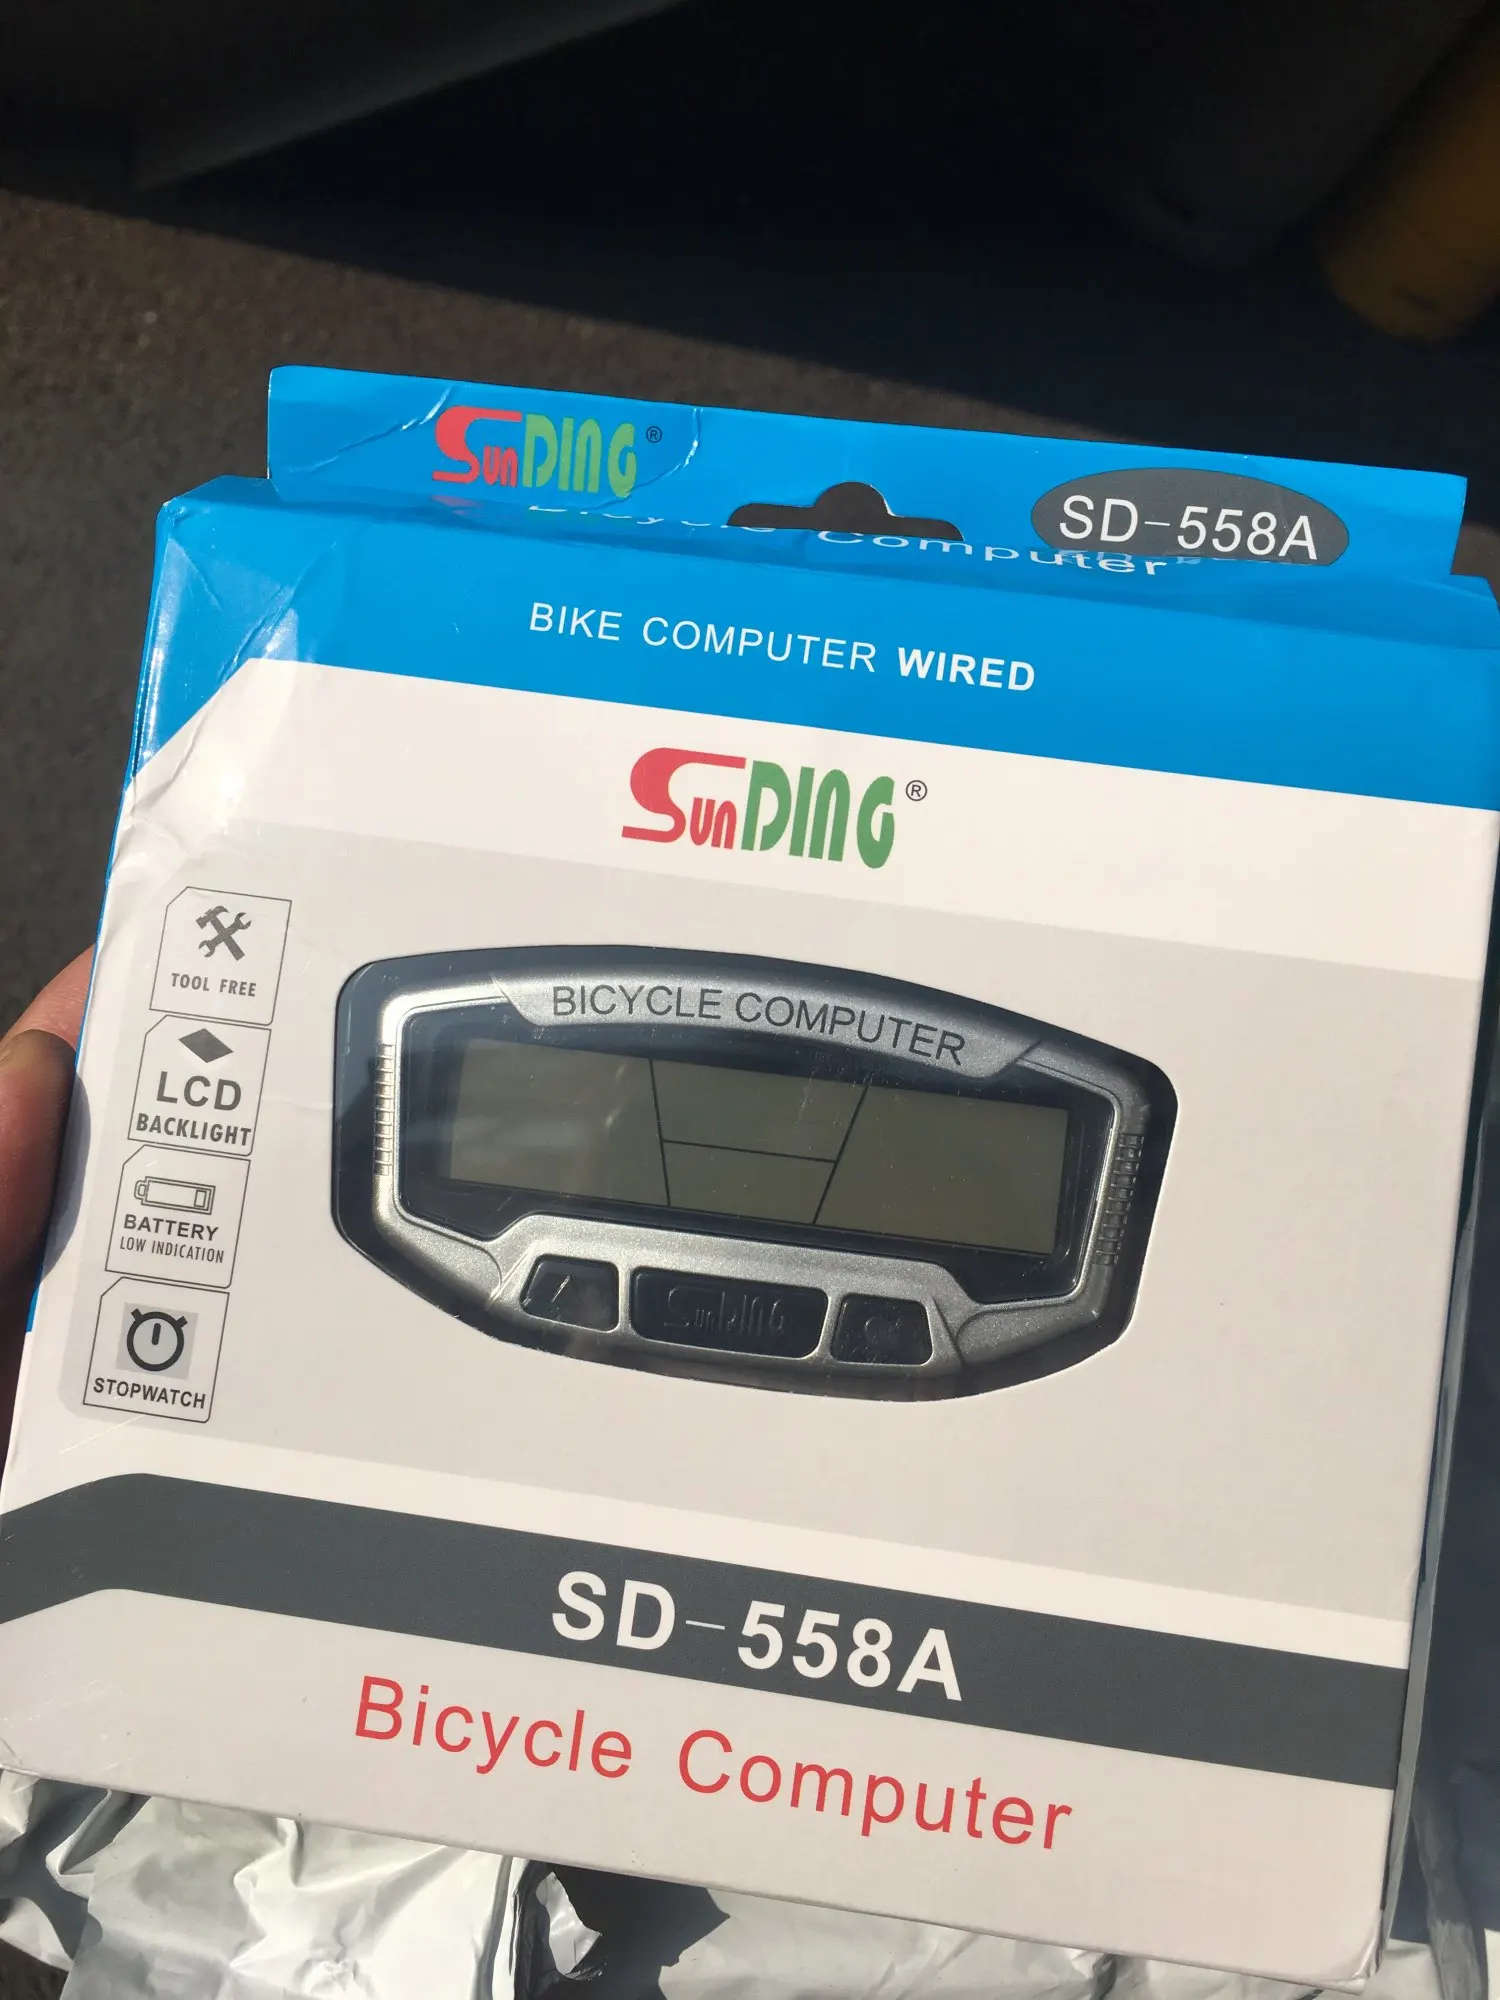 SunDING®
SD-558A
Bicycle Computer
BIKE COMPUTER WIRED
SunDING®
TOOL FREE
LCD
BACKLIGHT
BATTERY
LOW INDICATION
STOPWATCH
BICYCLE COMPUTER
SunDING
SD-558A
Bicycle Computer